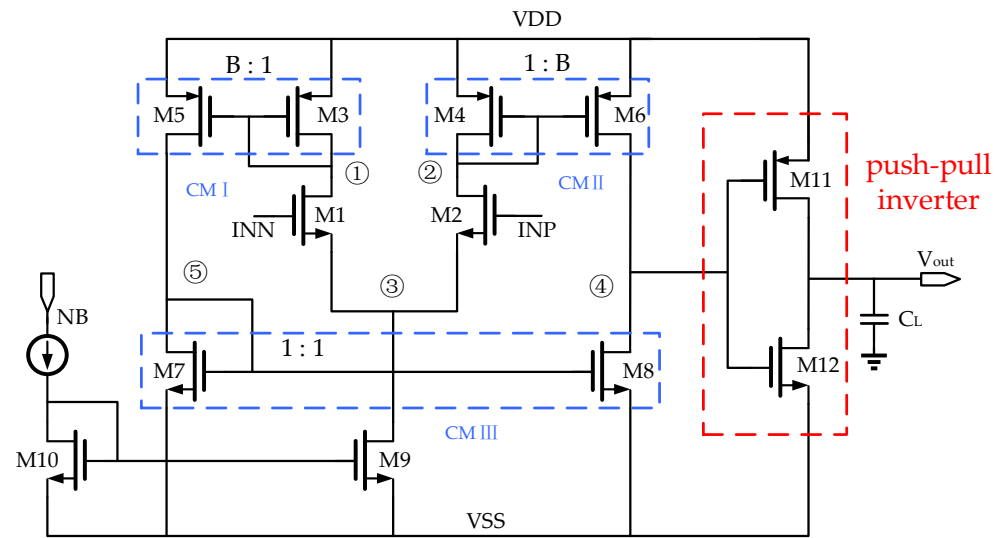 VDD
B : 1
1 : B
M5
M3
M4
M6
①
②
CM Ⅰ
CM Ⅱ
push-pull
inverter
M11
INN
M1
M2
INP
⑤
③
④
Vout
NB
CL
1 : 1
M7
M8
M12
CM Ⅲ
M10
M9
VSS